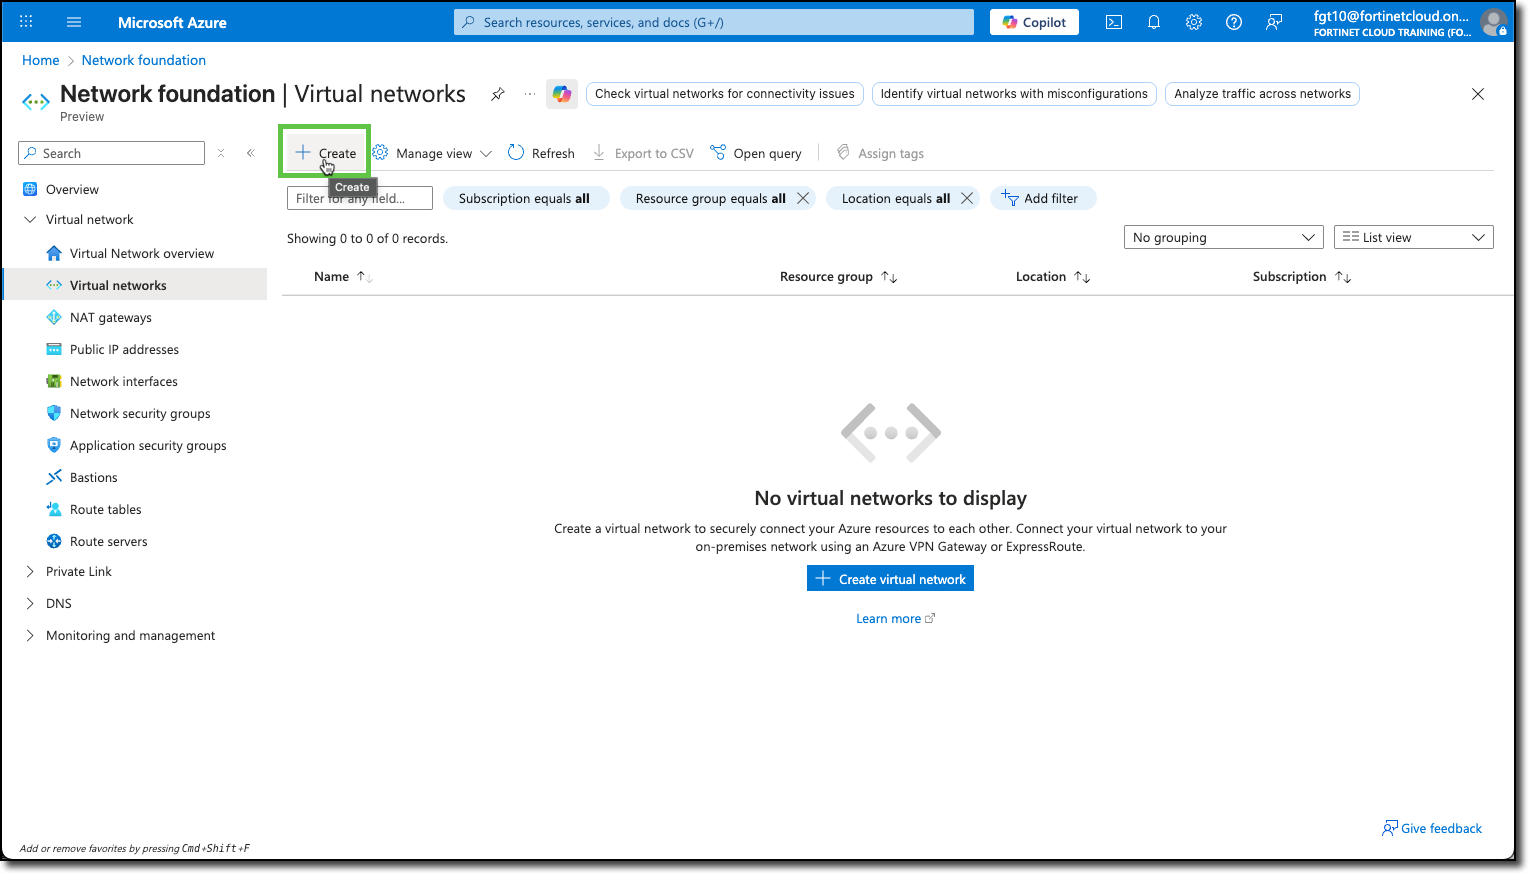 Microsoft Azure
Search resources, services, and docs (G+/)
Copilot
fgt10@fortinetcloud.on...
FORTINET CLOUD TRAINING (FO...
Home > Network foundation
Network foundation | Virtual networks
Preview
Check virtual networks for connectivity issues
Identify virtual networks with misconfigurations
Analyze traffic across networks
Search
Create
Manage view
Refresh
Export to CSV
Open query
Assign tags
Create
Filter for any field...
Subscription equals all
Resource group equals all
Location equals all
Add filter
Showing 0 to 0 of 0 records.
No grouping
List view
Name
Resource group
Location
Subscription
Overview
Virtual network
Virtual Network overview
Virtual networks
NAT gateways
Public IP addresses
Network interfaces
Network security groups
Application security groups
Bastions
Route tables
Route servers
Private Link
DNS
Monitoring and management
No virtual networks to display
Create a virtual network to securely connect your Azure resources to each other. Connect your virtual network to your
on-premises network using an Azure VPN Gateway or ExpressRoute.
Create virtual network
Learn more
Give feedback
Add or remove favorites by pressing Cmd+Shift+F